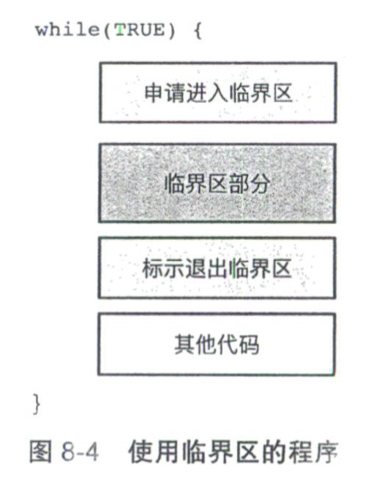 while(TRUE) {
申请进入临界区
临界区部分
标示退出临界区
其他代码
}
图 8-4 使用临界区的程序